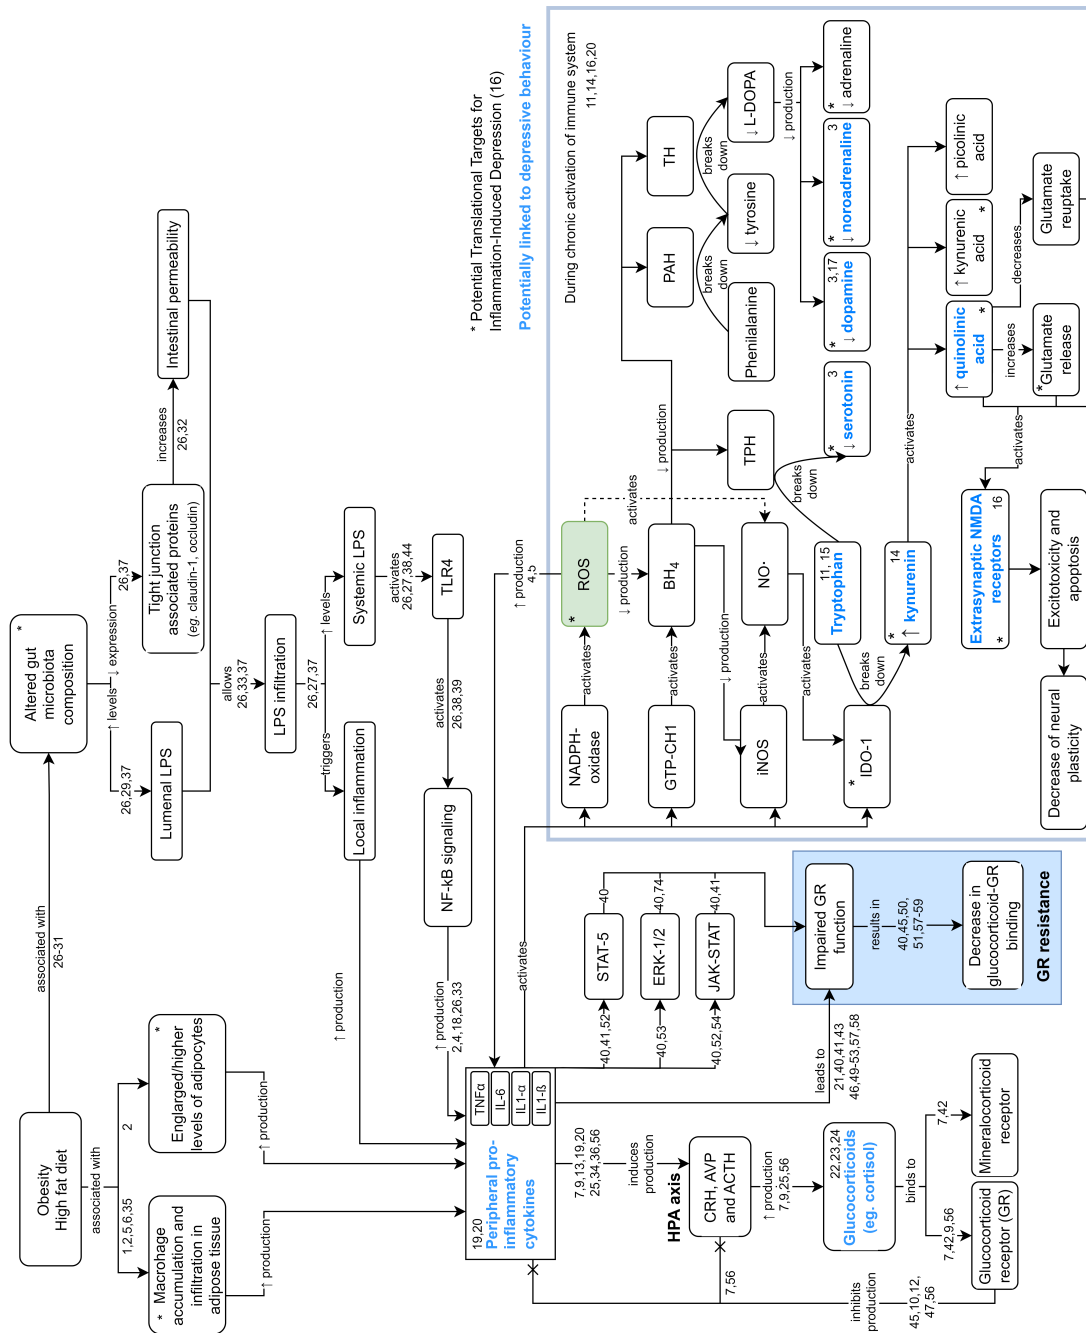 Obesity
High fat diet
associated with
26-31
associated with
1,2,5,6,35
2
* Macrohage
accumulation and
infiltration in
adipose tissue
*
Englarged/higher
levels of adipocytes
↑ production
↑ production
*
Altered gut
microbiota
composition
↑ levels
↓ expression
26,29,37
26,37
Lumenal LPS
Tight junction
associated proteins
(eg. claudin-1, occludin)
increases
26,32
Intestinal permeability
allows
26,33,37
LPS infiltration
26,27,37
triggers
↑ levels
Local inflammation
Systemic LPS
activates
26,27,38,44
TLR4
activates
26,38,39
NF-kB signaling
↑ production
↑ production
2,4,18,26,33
19,20
Peripheral pro-
inflammatory
cytokines
TNFα
IL-6
IL1-α
IL1-ß
7,9,13,19,20
25,34,36,56
induces
production
HPA axis
CRH, AVP
and ACTH
↑ production
7,9,25,56
22,23,24
Glucocorticoids
(eg. cortisol)
binds to
7,42,9,56
7,42
Glucocorticoid
receptor (GR)
Mineralocorticoid
receptor
inhibits
production
45,10,12,
47,56
7,56
40,41,52
STAT-5
40
40,53
ERK-1/2
40,74
40,52,54
JAK-STAT
40,41
leads to
21,40,41,43
46,49-53,57,58
Impaired GR
function
results in
40,45,50,
51,57-59
Decrease in
glucocorticoid-GR
binding
GR resistance
* Potential Translational Targets for
Inflammation-Induced Depression (16)
Potentially linked to depressive behaviour
During chronic activation of immune system
11,14,16,20
activates
↑ production
4,5
NADPH-
oxidase
activates
*
ROS
activates
↓ production
GTP-CH1
activates
BH4
↓ production
↓ production
iNOS
activates
NO·
activates
*
IDO-1
TPH
PAH
TH
Phenilalanine
breaks
down
↓ tyrosine
breaks
down
↓ L-DOPA
↓ production
11, 15
Tryptophan
breaks
down
*
3
↓ serotonin
*
3,17
↓ dopamine
*
3
↓ noroadrenaline
*
↓ adrenaline
breaks
down
*
14
↑ kynurenin
activates
↑ quinolinic
acid
*
↑ kynurenic
acid
*
↑ picolinic
acid
increases
decreases
*
Glutamate
release
Glutamate
reuptake
activates
Extrasynaptic NMDA
receptors
*
16
Excitotoxicity and
apoptosis
Decrease of neural
plasticity